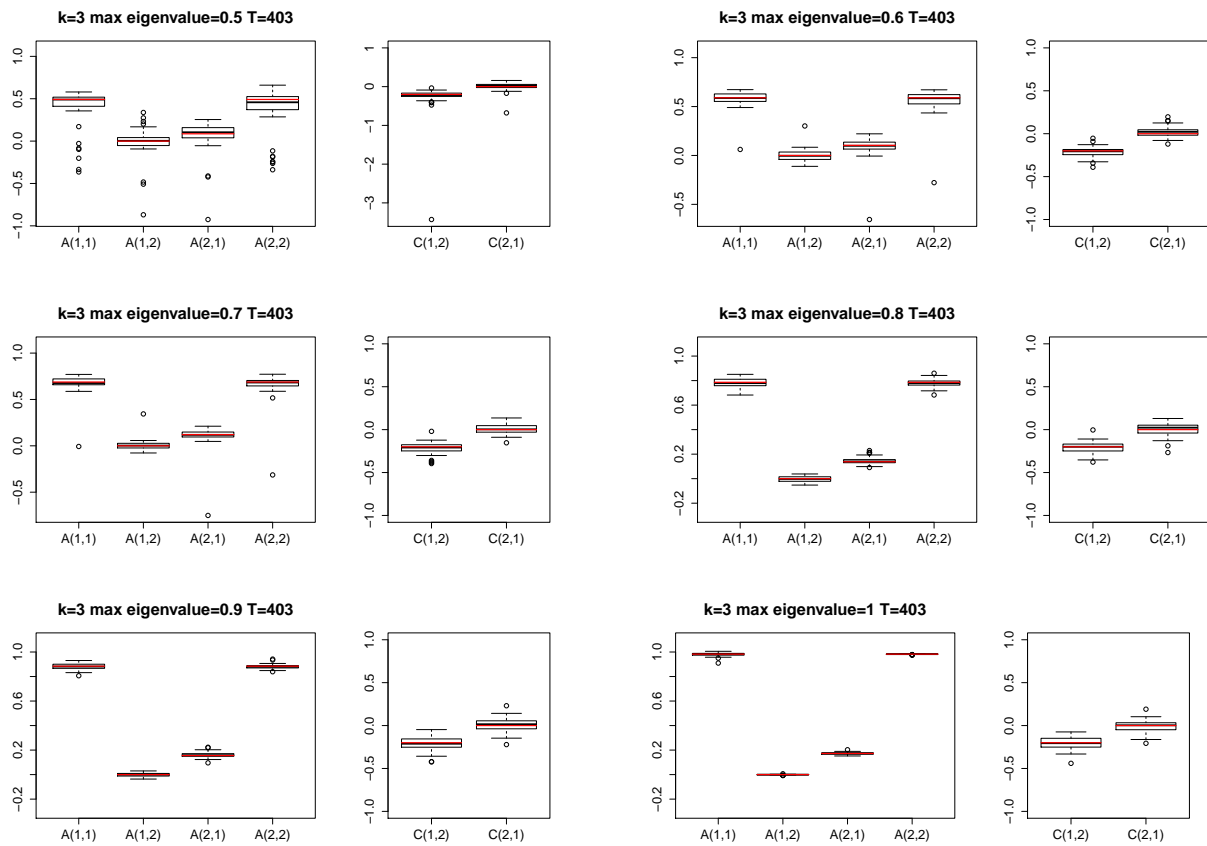 k=3 max eigenvalue=0.5 T=403
1.0
0.5
0.0
−1.0
A(1,1) A(1,2) A(2,1) A(2,2)
1
0
−1
−3
C(1,2) C(2,1)
k=3 max eigenvalue=0.6 T=403
1.0
0.5
0.0
−0.5
A(1,1) A(1,2) A(2,1) A(2,2)
1.0
0.5
0.0
−0.5
−1.0
C(1,2) C(2,1)
k=3 max eigenvalue=0.7 T=403
1.0
0.5
0.0
−0.5
A(1,1) A(1,2) A(2,1) A(2,2)
1.0
0.5
0.0
−0.5
−1.0
C(1,2) C(2,1)
k=3 max eigenvalue=0.8 T=403
1.0
0.6
0.2
−0.2
A(1,1) A(1,2) A(2,1) A(2,2)
1.0
0.5
0.0
−0.5
−1.0
C(1,2) C(2,1)
k=3 max eigenvalue=0.9 T=403
1.0
0.6
0.2
−0.2
A(1,1) A(1,2) A(2,1) A(2,2)
1.0
0.5
0.0
−0.5
−1.0
C(1,2) C(2,1)
k=3 max eigenvalue=1 T=403
1.0
0.6
0.2
−0.2
A(1,1) A(1,2) A(2,1) A(2,2)
1.0
0.5
0.0
−0.5
−1.0
C(1,2) C(2,1)